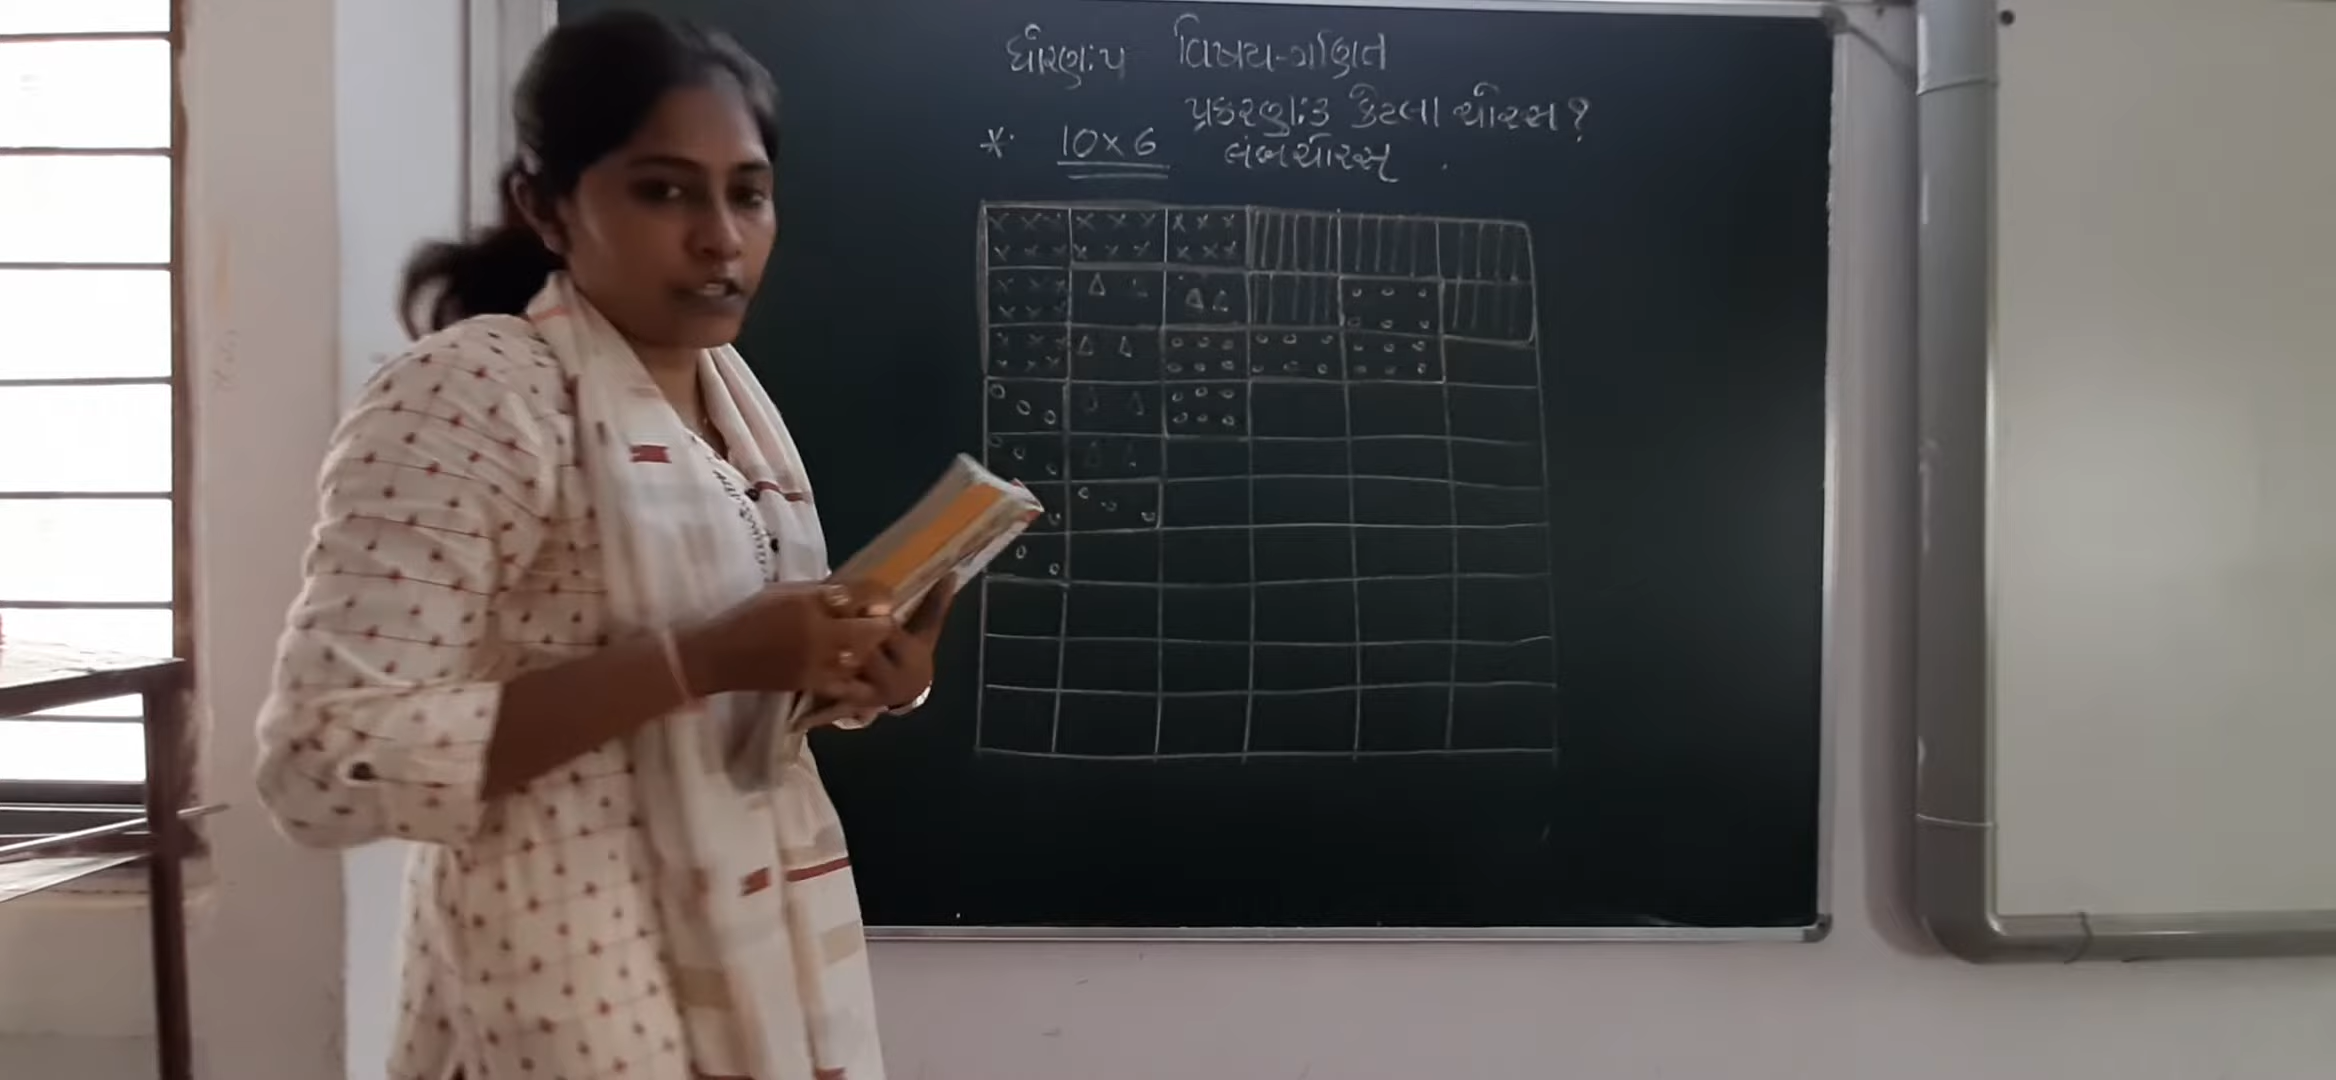 ધોરણ:૫ વિષય-ગણિત
પ્રકરણ:૩ કેટલા ચોરસ?
* 10×6 લંબચોરસ